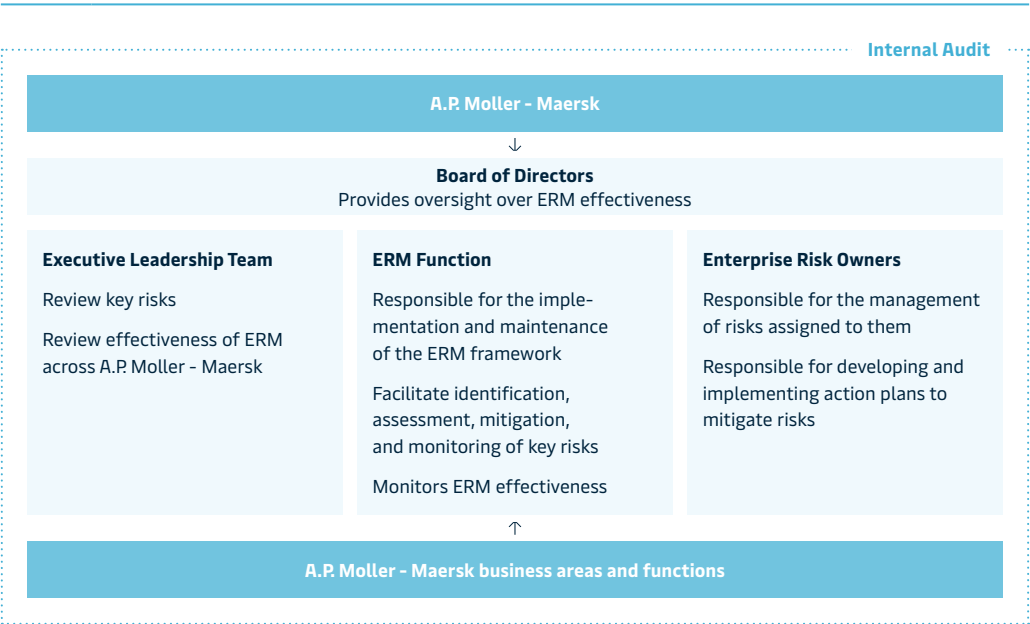 Internal Audit
A.P. Moller - Maersk
Board of Directors
Provides oversight over ERM effectiveness
Executive Leadership Team
Review key risks
Review effectiveness of ERM
across A.P. Moller - Maersk
ERM Function
Responsible for the imple-
mentation and maintenance
of the ERM framework
Facilitate identification,
assessment, mitigation,
and monitoring of key risks
Monitors ERM effectiveness
Enterprise Risk Owners
Responsible for the management
of risks assigned to them
Responsible for developing and
implementing action plans to
mitigate risks
A.P. Moller - Maersk business areas and functions